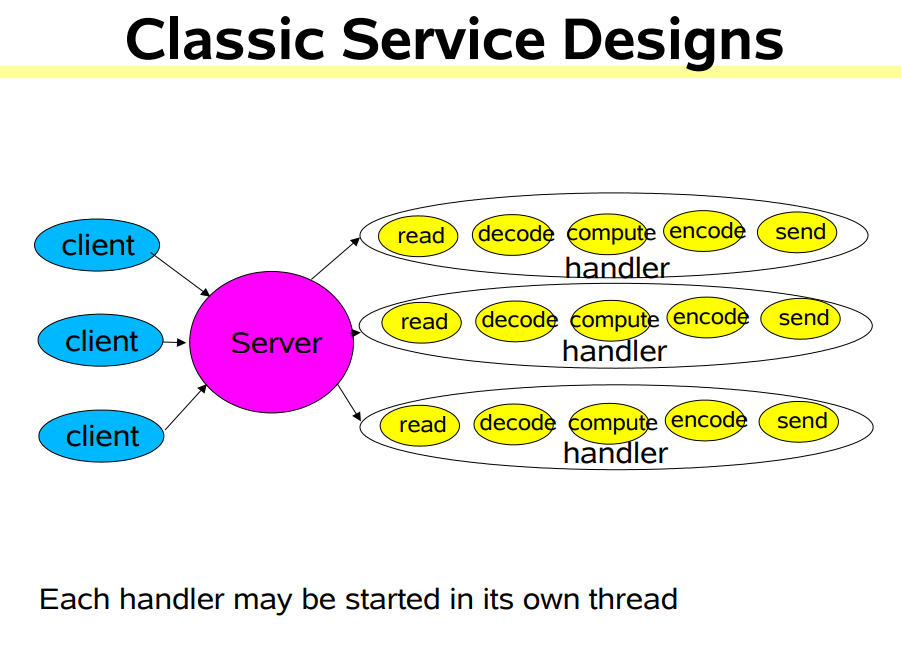 Classic Service Designs
client
client
client
Server
read decode compute encode send
handler
read decode compute encode send
handler
read decode compute encode send
handler
Each handler may be started in its own thread